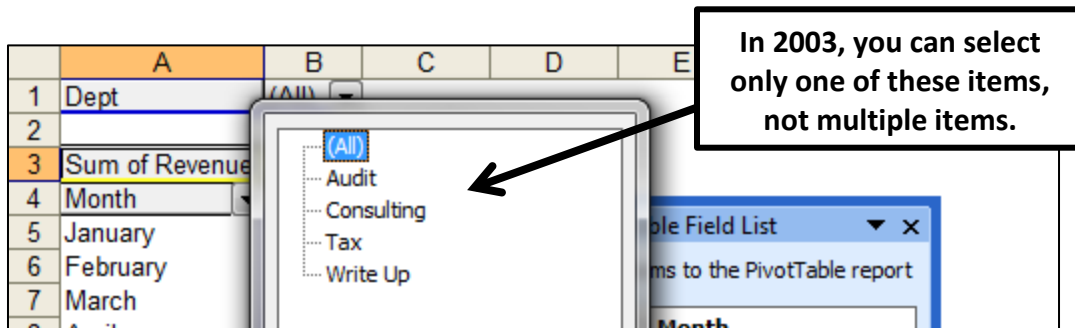 In 2003, you can select
only one of these items,
not multiple items.
A B C D E
1 Dept (All)
2
3 Sum of Revenue
4 Month
5 January
6 February
7 March
(All)
Audit
Consulting
Tax
Write Up
Field List
to the PivotTable report
Month